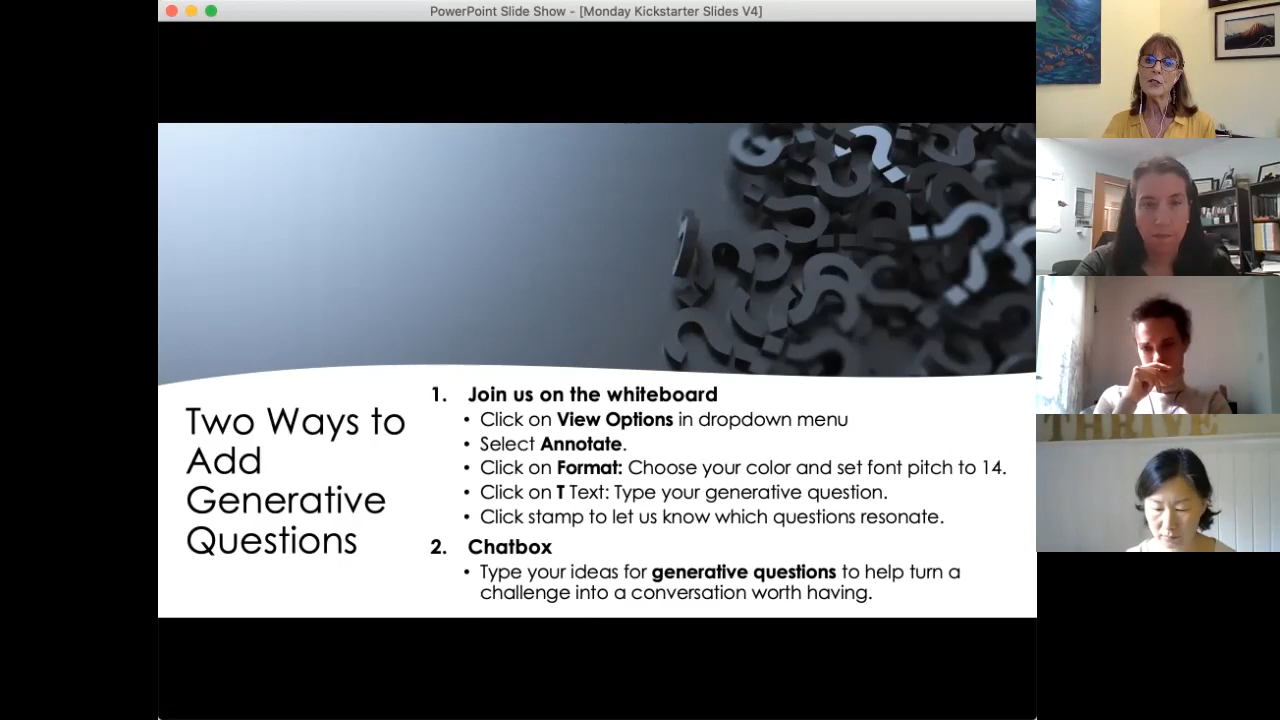 PowerPoint Slide Show - [Monday Kickstarter Slides V4]
Two Ways to
Add
Generative
Questions
1. Join us on the whiteboard
• Click on View Options in dropdown menu
• Select Annotate.
• Click on Format: Choose your color and set font pitch to 14.
• Click on T Text: Type your generative question.
• Click stamp to let us know which questions resonate.
2. Chatbox
• Type your ideas for generative questions to help turn a
challenge into a conversation worth having.
THRIVE